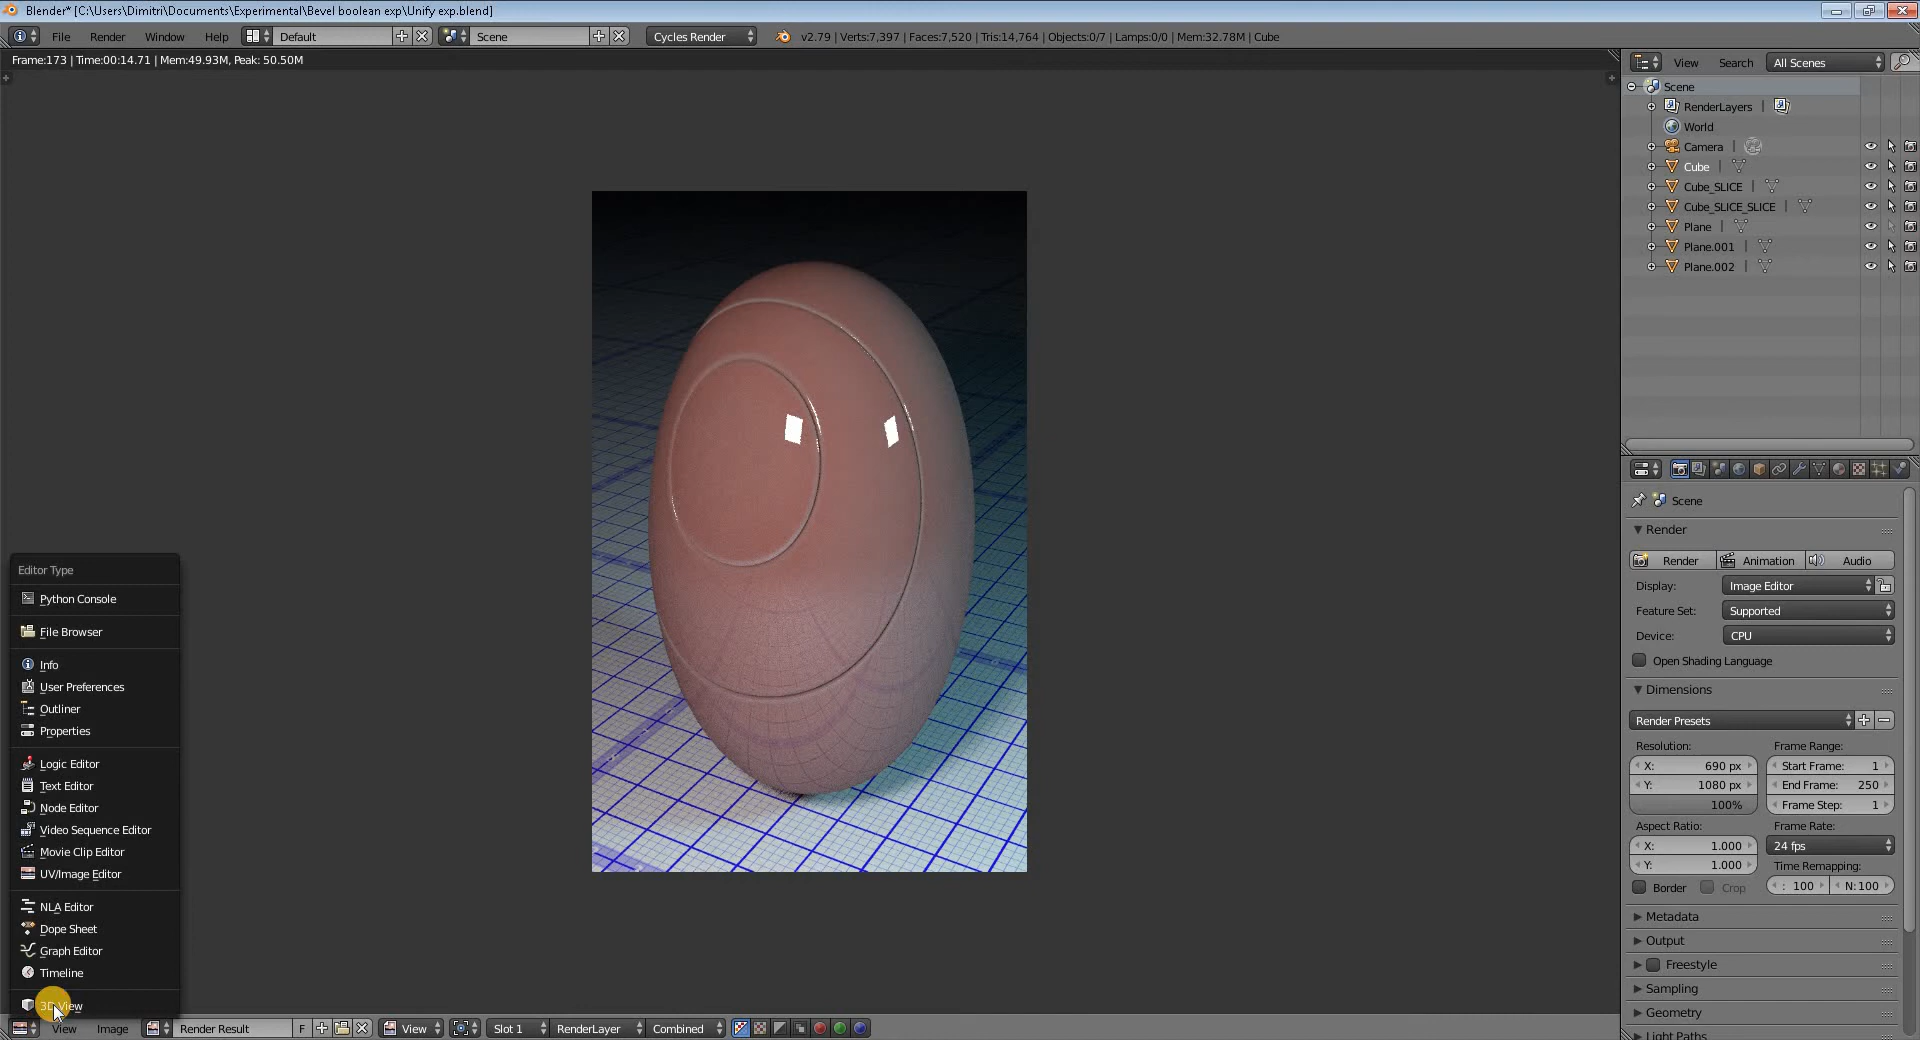 Blender* [C:\Users\Dimitri\Documents\Experimental\Bevel boolean exp\Unify exp.blend]
File Render Window Help Default Scene Cycles Render v2.79 | Verts:7,397 | Faces:7,520 | Tris:14,764 | Objects:0/7 | Lamps:0/0 | Mem:32.78M | Cube
Frame:173 | Time:00:14.71 | Mem:49.93M, Peak: 50.50M
View Search All Scenes
Scene
RenderLayers
World
Camera
Cube
Cube_SLICE
Cube_SLICE_SLICE
Plane
Plane.001
Plane.002
Scene
Render
Render Animation Audio
Display: Image Editor
Feature Set: Supported
Device: CPU
Open Shading Language
Dimensions
Render Presets
Resolution: Frame Range:
X: 690 px Start Frame: 1
Y: 1080 px End Frame: 250
100% Frame Step: 1
Aspect Ratio: Frame Rate:
X: 1.000 24 fps
Y: 1.000 Time Remapping:
Border Crop : 100 N: 100
Metadata
Output
Freestyle
Sampling
Geometry
Light Paths
Editor Type
Python Console
File Browser
Info
User Preferences
Outliner
Properties
Logic Editor
Text Editor
Node Editor
Video Sequence Editor
Movie Clip Editor
UV/Image Editor
NLA Editor
Dope Sheet
Graph Editor
Timeline
3D View
View Image Render Result F View Slot 1 RenderLayer Combined